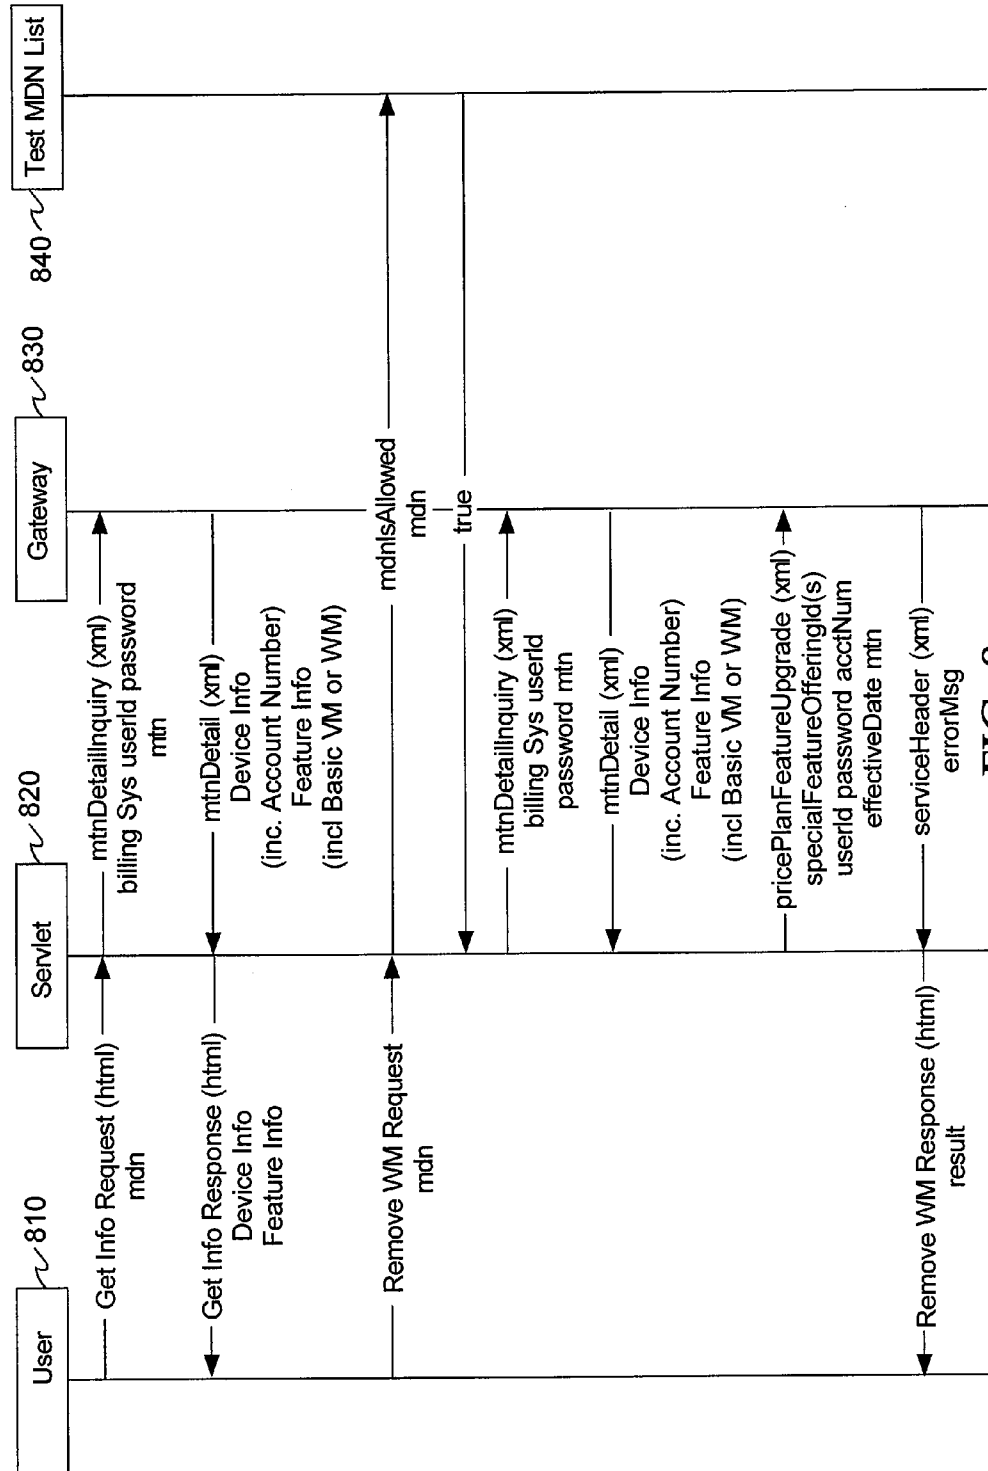 User
810
Servlet
820
Gateway
830
840
Test MDN List
Get Info Request (html)
mdn
mtnDetailInquiry (xml)
billing Sys userId password
mtn
Get Info Response (html)
Device Info
Feature Info
mtnDetail (xml)
Device Info
(inc. Account Number)
Feature Info
(incl Basic VM or WM)
Remove WM Request
mdn
mdnIsAllowed
mdn
true
mtnDetailInquiry (xml)
billing Sys userId
password mtn
mtnDetail (xml)
Device Info
(inc. Account Number)
Feature Info
(incl Basic VM or WM)
pricePlanFeatureUpgrade (xml)
specialFeatureOfferingId(s)
userId password acctNum
effectiveDate mtn
Remove WM Response (html)
result
serviceHeader (xml)
errorMsg